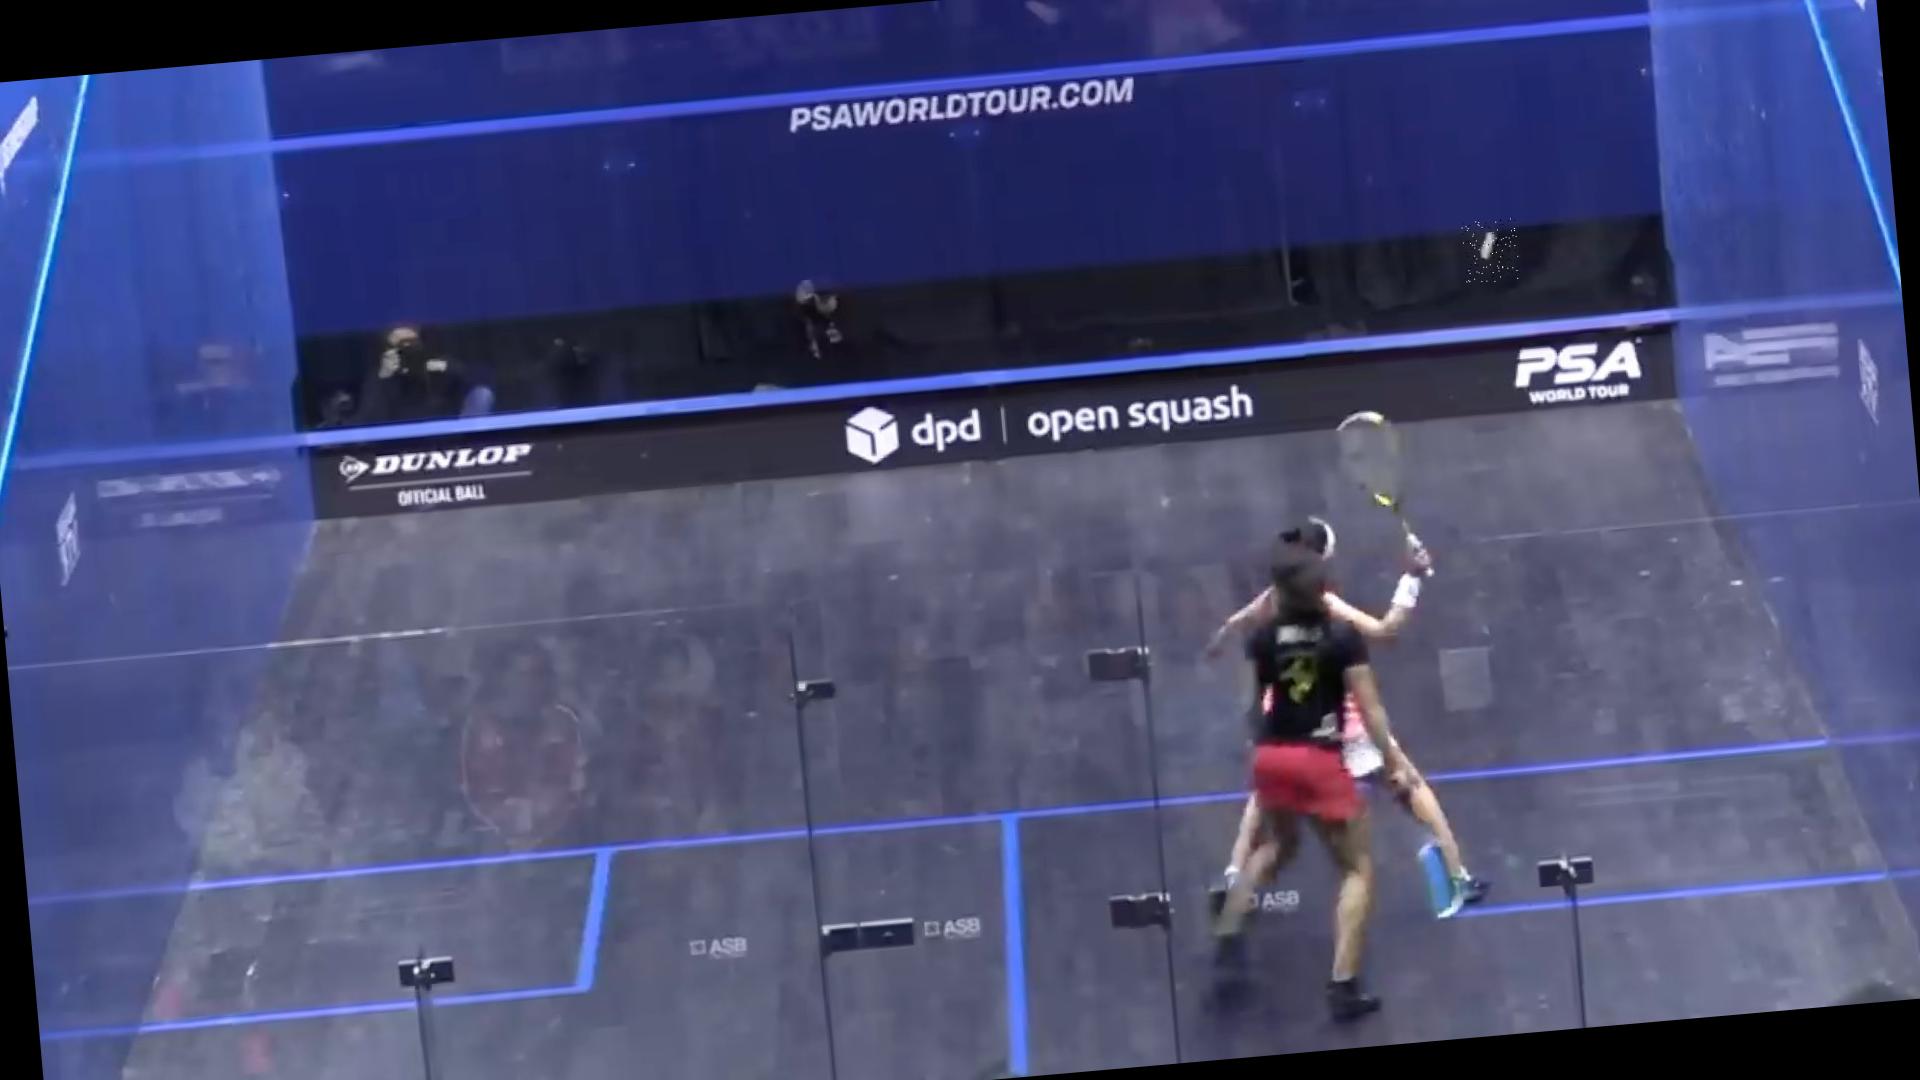 PSAWORLDTOUR.COM
PSA
WORLD TOUR
dpd | open squash
DUNLOP
OFFICIAL BALL
ASB
ASB
ASB